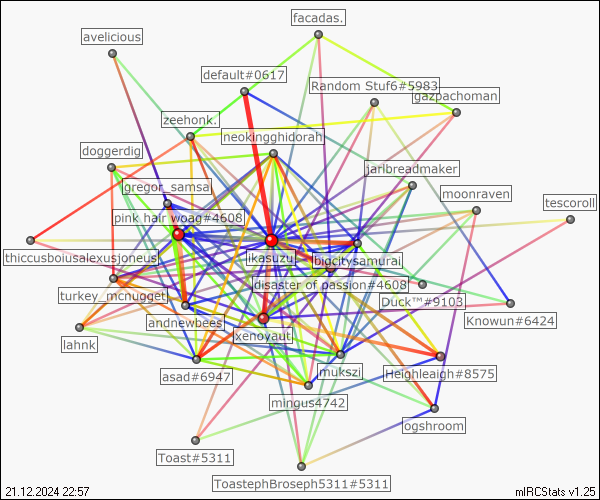 facadas.
avelicious
default#0617
Random Stuf6#5983
gazpachoman
zeehonk.
neokingghidorah
doggerdig
jaribreadmaker
gregor_samsa
moonraven
tescoroll
pink hair woag#4608
thiccusboiusalexusjoneus
likasuzu
bigcitysamurai
disaster of passion#4608
turkey_mcnugget
Duck™#9103
andnewbees
Knowun#6424
xenoyaut
lahnk
mukszi
Heighleaigh#8575
asad#6947
mingus4742
ogshroom
Toast#5311
ToastephBroseph5311#5311
21.12.2024 22:57
mIRCStats v1.25